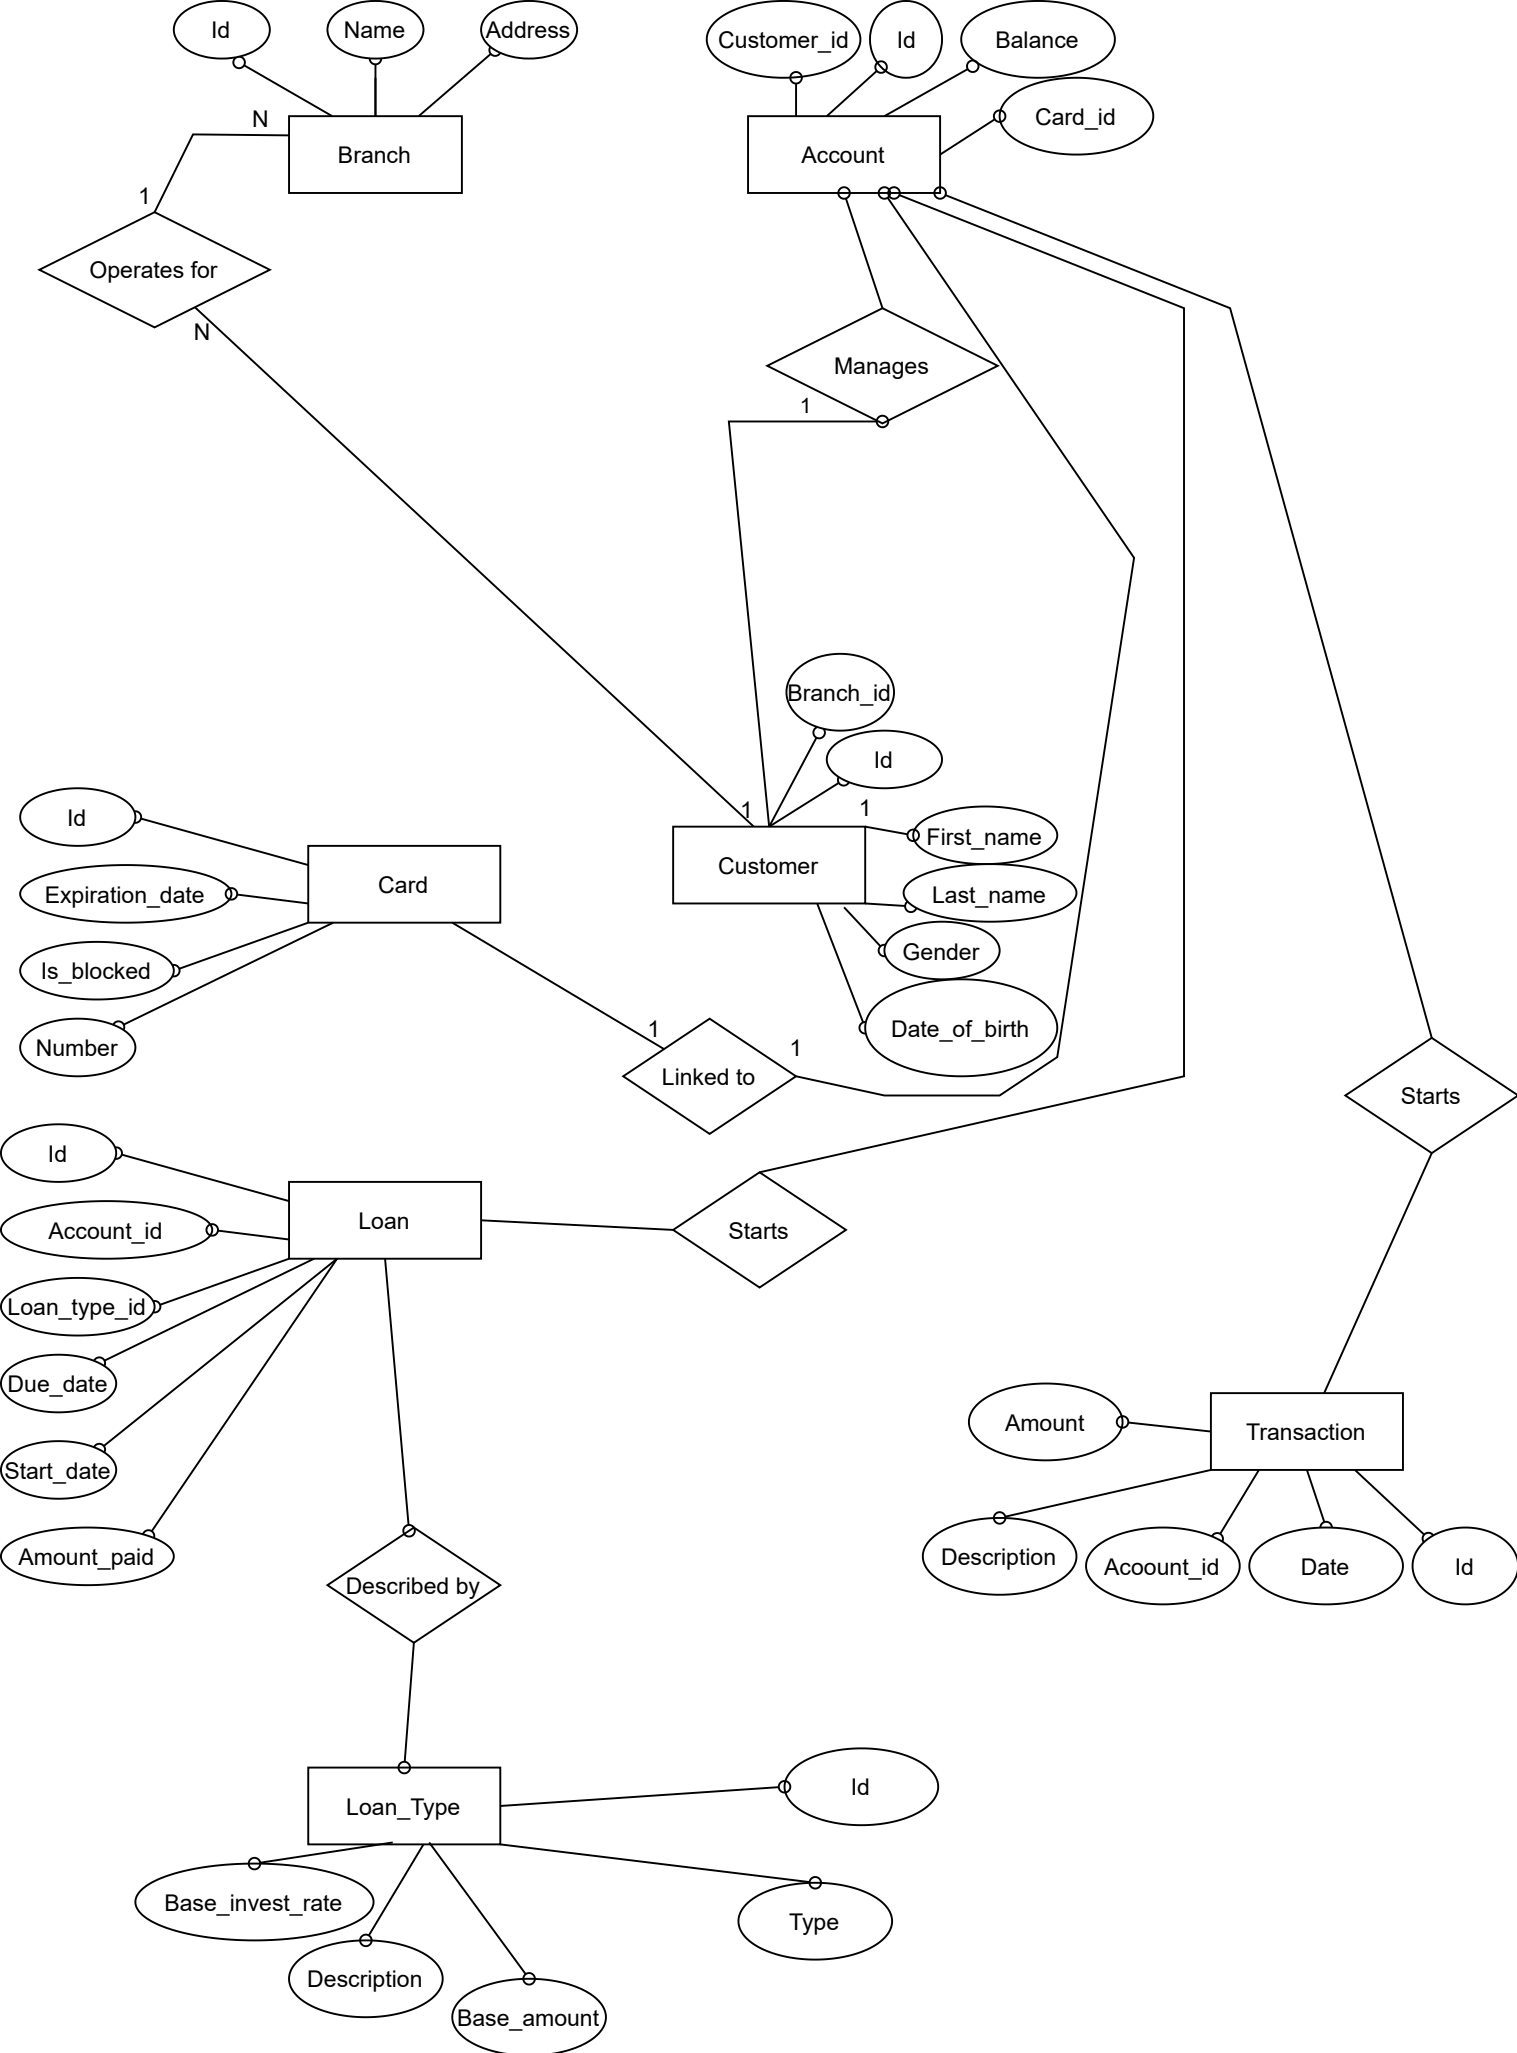 Id
Name
Address
Customer_id
Id
Balance
Card_id
N
Branch
Account
1
Operates for
N
Manages
1
Branch_id
Id
1
1
First_name
Customer
Last_name
Gender
Date_of_birth
Id
Card
Expiration_date
Is_blocked
Number
1
1
Linked to
Starts
Id
Loan
Account_id
Starts
Loan_type_id
Due_date
Start_date
Amount_paid
Amount
Transaction
Description
Acoount_id
Date
Id
Described by
Id
Loan_Type
Base_invest_rate
Type
Description
Base_amount